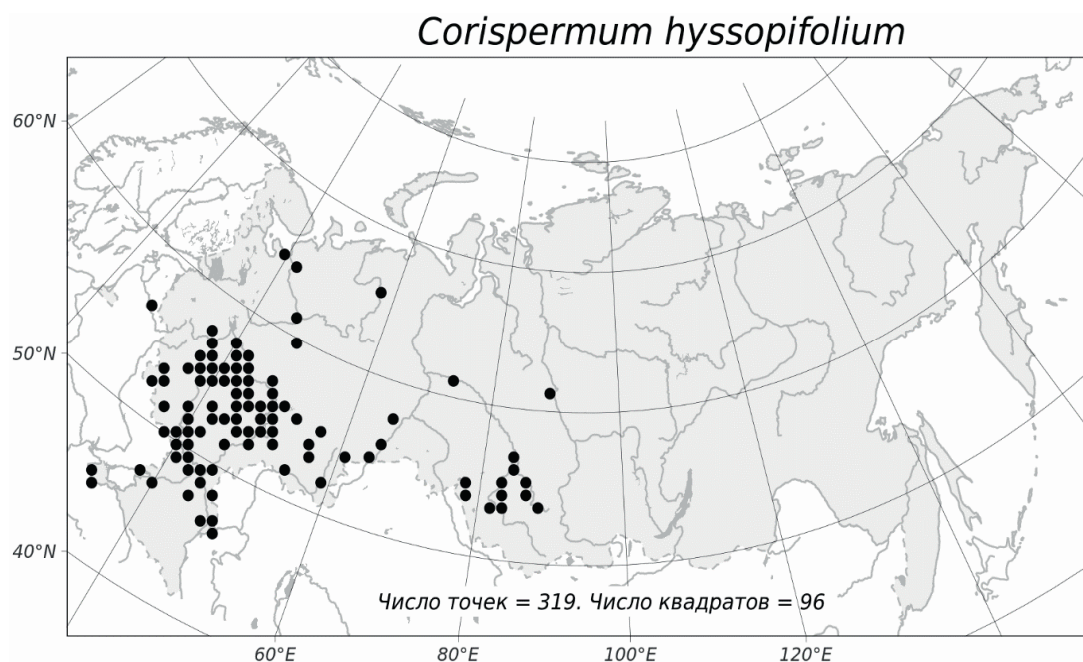 Corispermum hyssopifolium
60°N
50°N
40°N
Число точек = 319. Число квадратов = 96
60°E 80°E 100°E 120°E